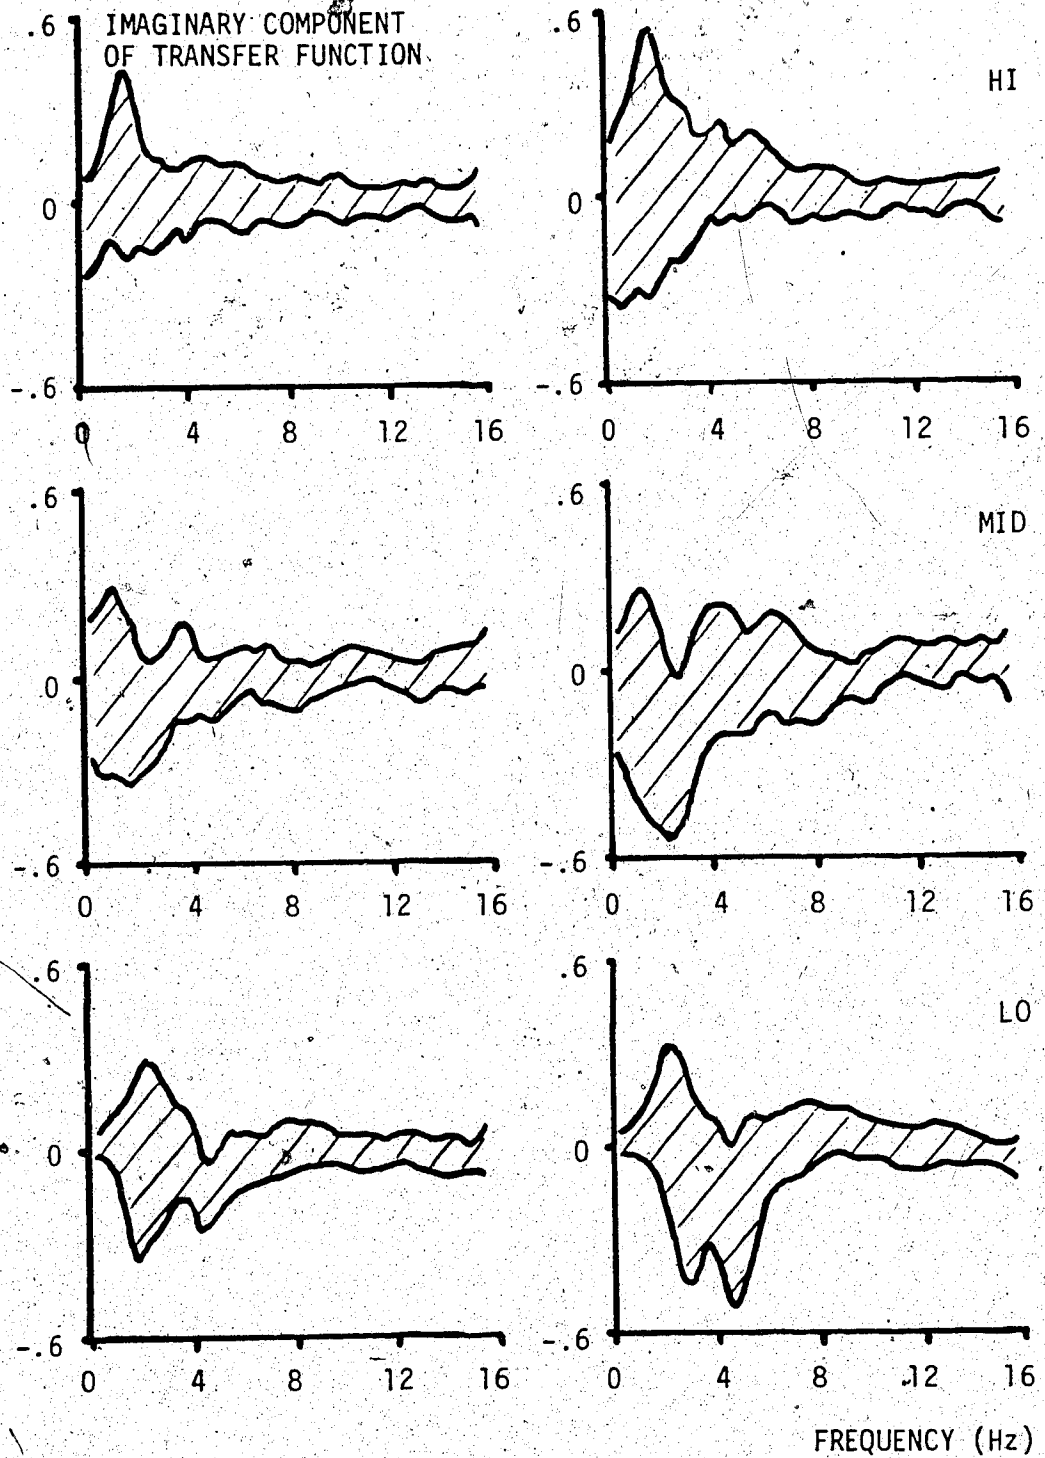 IMAGINARY COMPONENT
OF TRANSFER FUNCTION
.6
0
-.6
0 4 8 12 16
HI
.6
0
-.6
0 4 8 12 16
.6
0
-.6
0 4 8 12 16
MID
.6
0
-.6
0 4 8 12 16
.6
0
-.6
0 4 8 12 16
LO
.6
0
-.6
0 4 8 12 16
FREQUENCY (Hz)